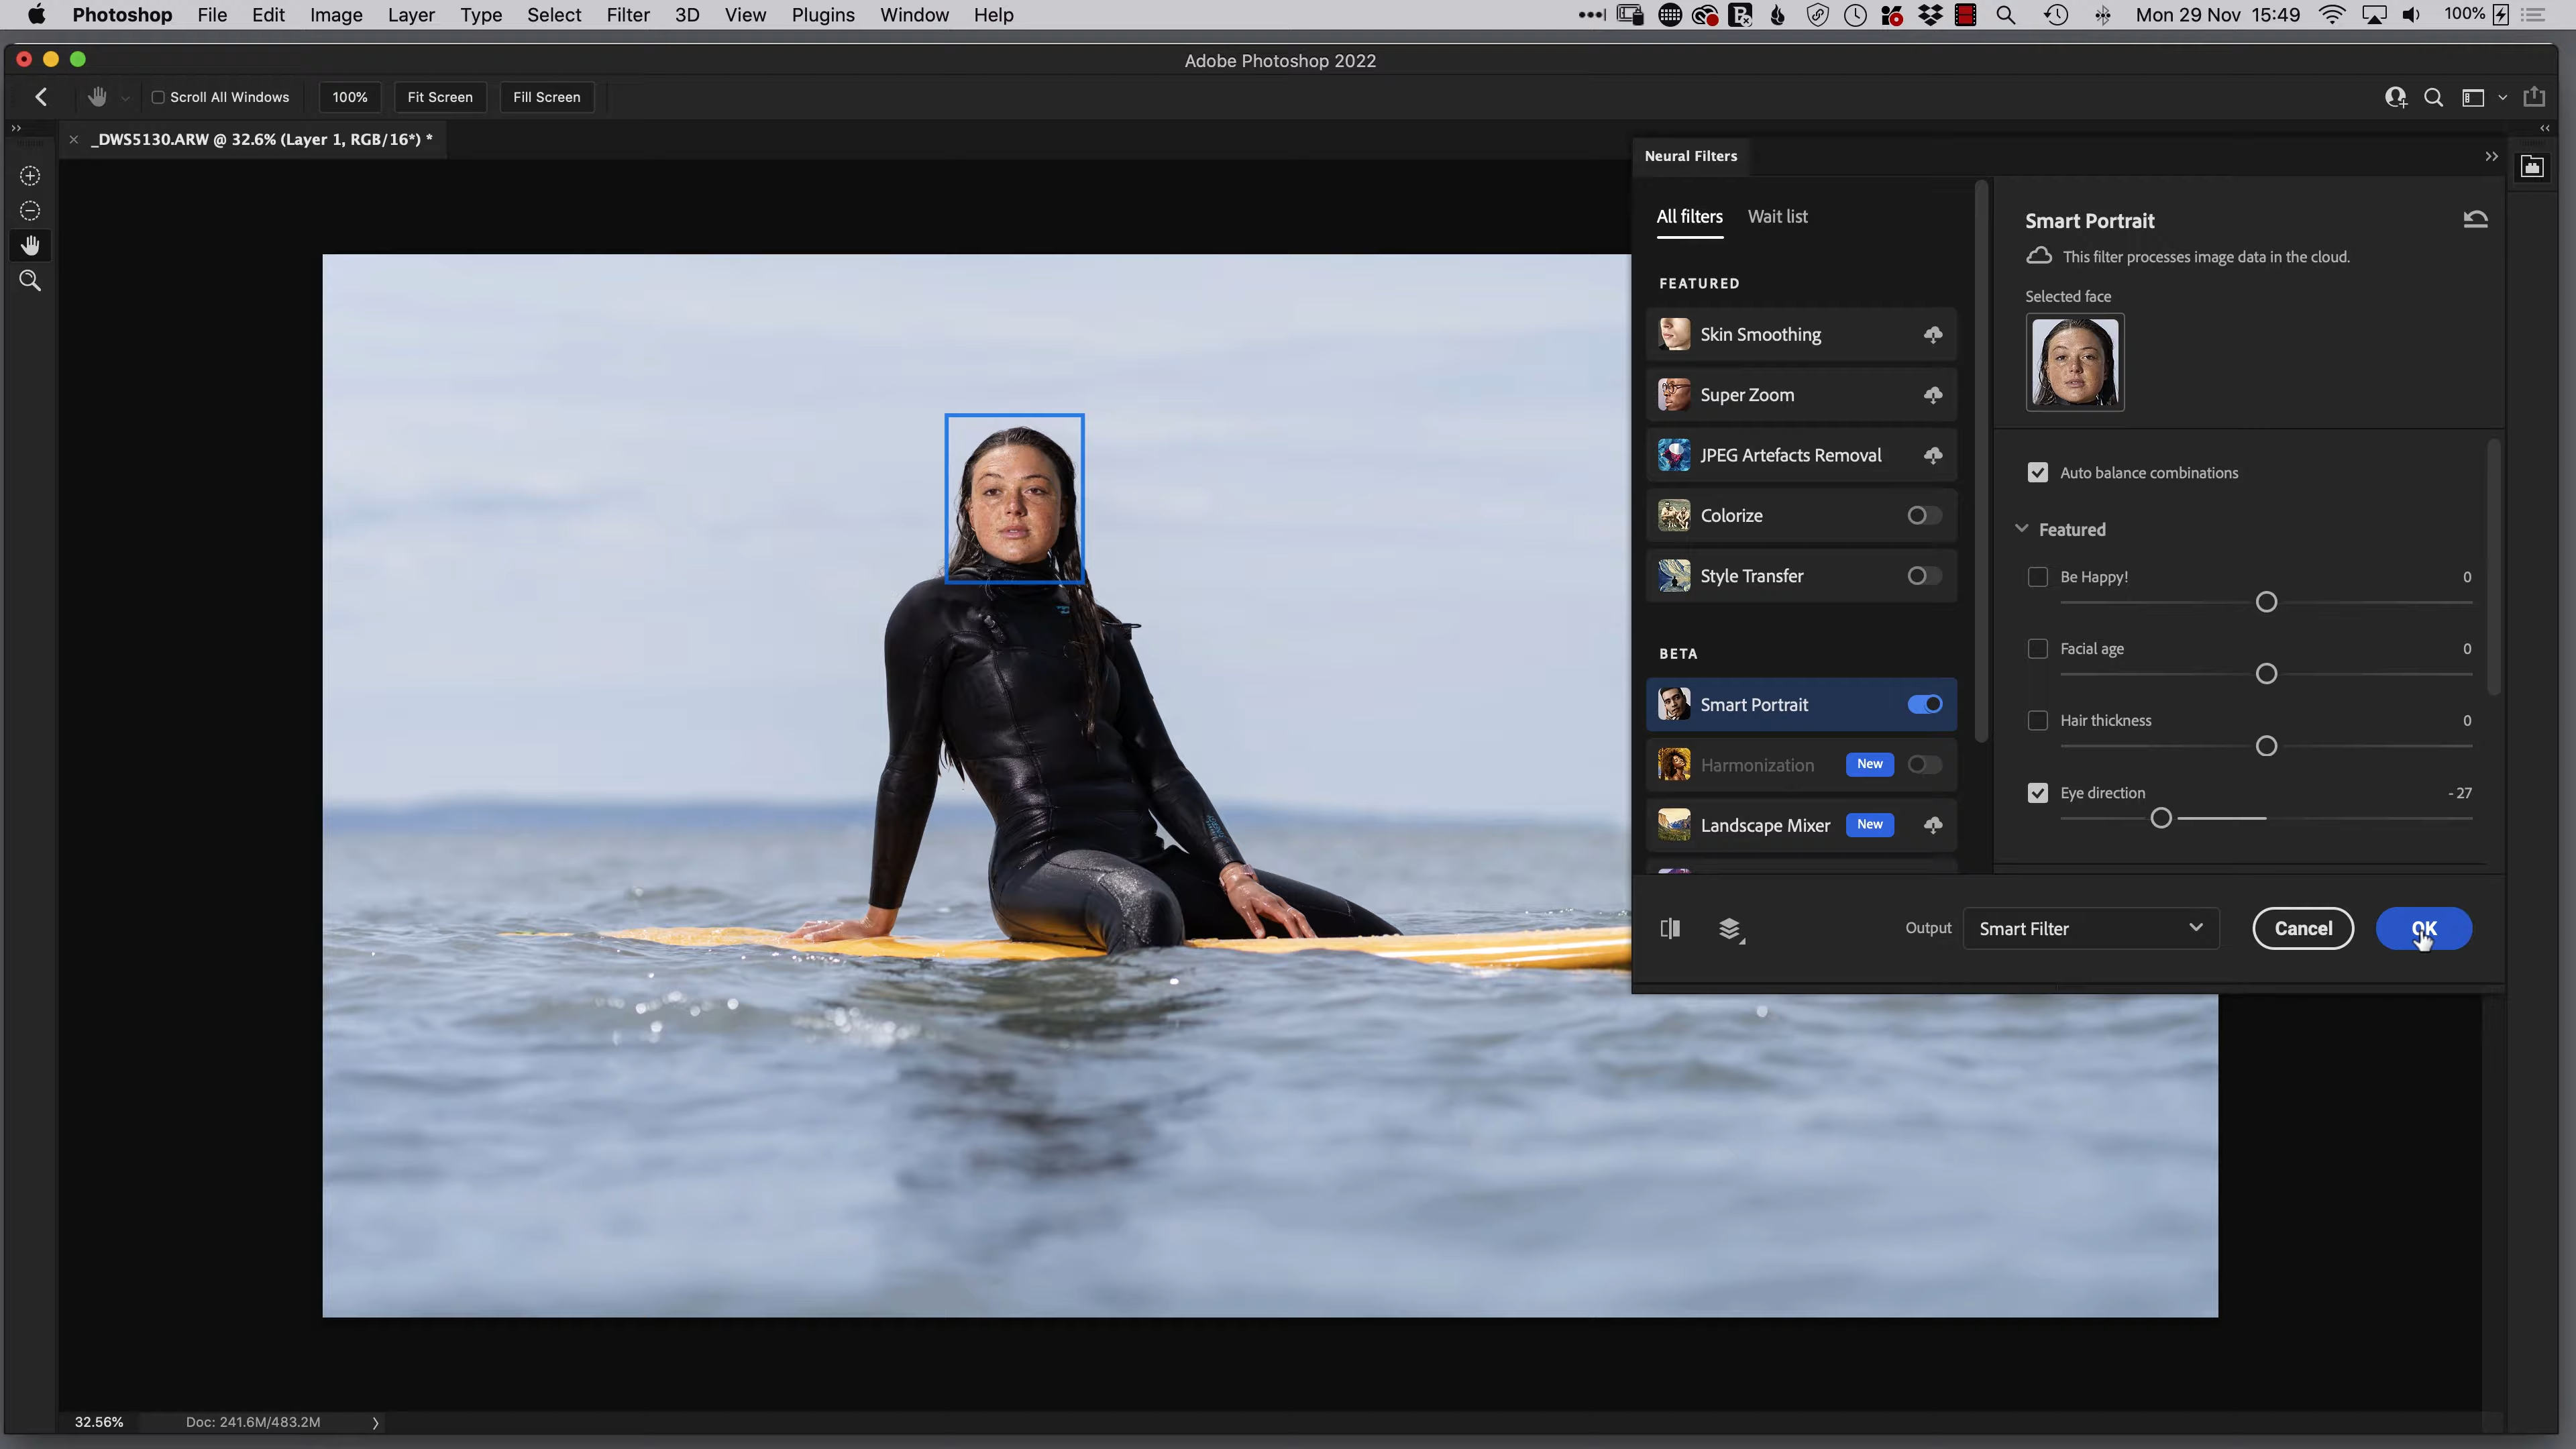 Photoshop File Edit Image Layer Type Select Filter 3D View Plugins Window Help Mon 29 Nov 15:49 100%
Adobe Photoshop 2022
Scroll All Windows 100% Fit Screen Fill Screen
_DWS5130.ARW @ 32.6% (Layer 1, RGB/16*) *
Neural Filters
All filters Wait list
FEATURED
Skin Smoothing
Super Zoom
JPEG Artefacts Removal
Colorize
Style Transfer
BETA
Smart Portrait
Harmonization New
Landscape Mixer New
Smart Portrait
This filter processes image data in the cloud.
Selected face
Auto balance combinations
Featured
Be Happy! 0
Facial age 0
Hair thickness 0
Eye direction -27
Output Smart Filter Cancel OK
32.56% Doc: 241.6M/483.2M